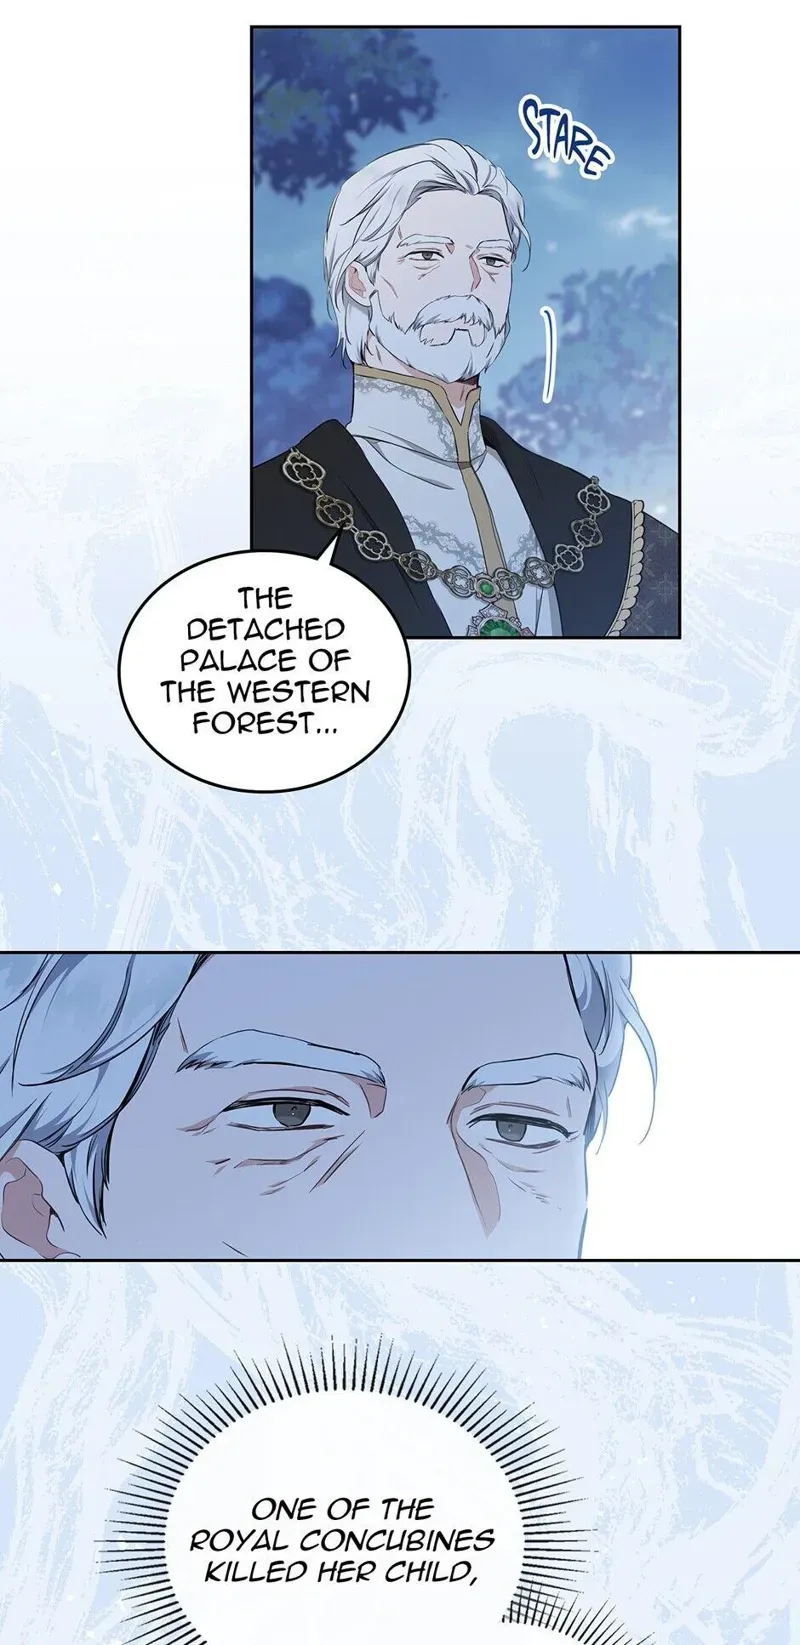 STARE
THE
DETACHED
PALACE OF
THE WESTERN
FOREST...
ONE OF THE
ROYAL CONCUBINES
KILLED HER CHILD,